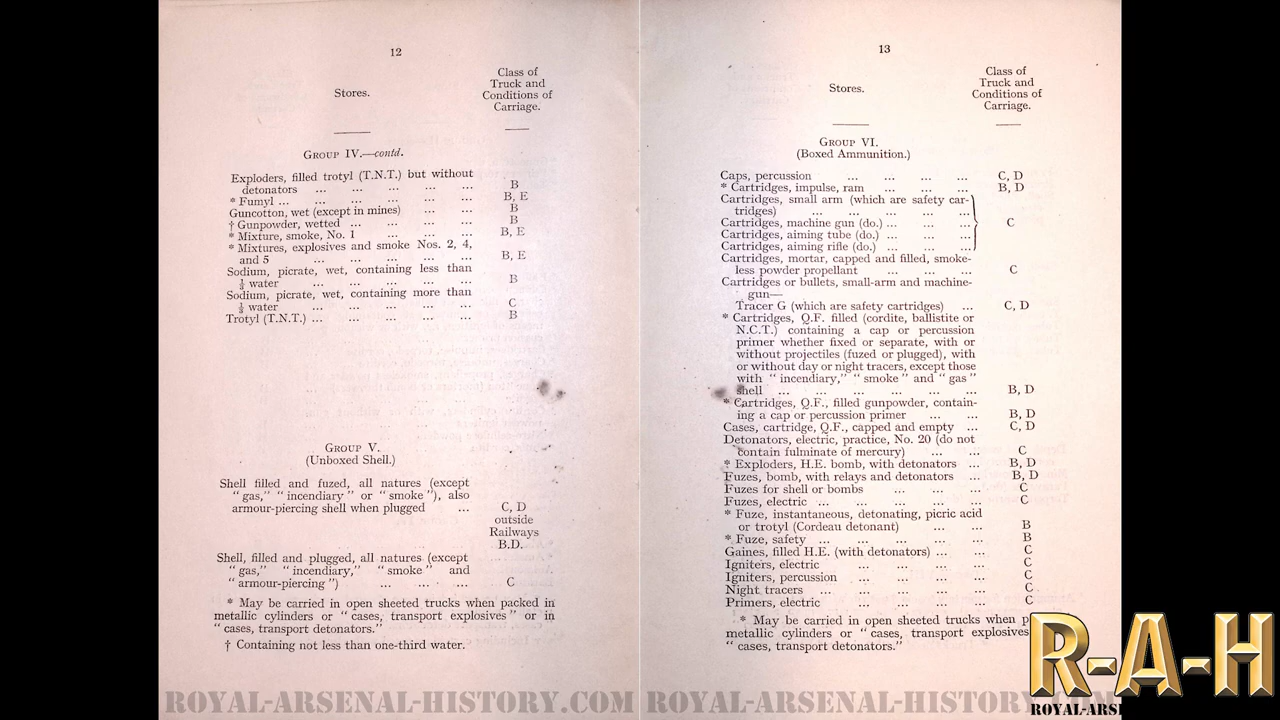 12
Stores.
Class of
Truck and
Conditions of
Carriage.
GROUP IV.—contd.
Exploders, filled trotyl (T.N.T.) but without
detonators ... ... ... ... ... B
* Fumyl ... ... ... ... ... ... B, E
Guncotton, wet (except in mines) ... ... B
† Gunpowder, wetted ... ... ... ... B
* Mixture, smoke, No. 1 ... ... ... B, E
* Mixtures, explosives and smoke Nos. 2, 4,
and 5 ... ... ... ... ... B, E
Sodium, picrate, wet, containing less than
⅓ water ... ... ... ... ... B
Sodium, picrate, wet, containing more than
⅓ water ... ... ... ... ... C
Trotyl (T.N.T.) ... ... ... ... ... B
GROUP V.
(Unboxed Shell.)
Shell filled and fuzed, all natures (except
“ gas,” “ incendiary ” or “ smoke ”), also
armour-piercing shell when plugged ... C, D
outside
Railways
B.D.
Shell, filled and plugged, all natures (except
“ gas,” “ incendiary,” “ smoke ” and
“ armour-piercing ”) ... ... ... C
* May be carried in open sheeted trucks when packed in
metallic cylinders or “ cases, transport explosives ” or in
“ cases, transport detonators.”
† Containing not less than one-third water.
13
Stores.
Class of
Truck and
Conditions of
Carriage.
GROUP VI.
(Boxed Ammunition.)
Caps, percussion ... ... ... ... C, D
* Cartridges, impulse, ram ... ... ... B, D
Cartridges, small arm (which are safety car-
tridges) ... ... ... ...
Cartridges, machine gun (do.) ... ... ... C
Cartridges, aiming tube (do.) ... ... ...
Cartridges, aiming rifle (do.) ... ... ...
Cartridges, mortar, capped and filled, smoke-
less powder propellant ... ... ... C
Cartridges or bullets, small-arm and machine-
gun—
Tracer G (which are safety cartridges) ... C, D
* Cartridges, Q.F. filled (cordite, ballistite or
N.C.T.) containing a cap or percussion
primer whether fixed or separate, with or
without projectiles (fuzed or plugged), with
or without day or night tracers, except those
with “ incendiary,” “ smoke ” and “ gas ”
shell ... ... ... ... ... ... B, D
* Cartridges, Q.F., filled gunpowder, contain-
ing a cap or percussion primer ... ... B, D
Cases, cartridge, Q.F., capped and empty ... C, D
Detonators, electric, practice, No. 20 (do not
contain fulminate of mercury) ... ... C
* Exploders, H.E. bomb, with detonators ... B, D
Fuzes, bomb, with relays and detonators ... B, D
Fuzes for shell or bombs ... ... ... C
Fuzes, electric ... ... ... ... ... C
* Fuze, instantaneous, detonating, picric acid
or trotyl (Cordeau detonant) ... ... B
* Fuze, safety ... ... ... ... ... B
Gaines, filled H.E. (with detonators) ... ... C
Igniters, electric ... ... ... ... C
Igniters, percussion ... ... ... ... C
Night tracers ... ... ... ... ... C
Primers, electric ... ... ... ... C
* May be carried in open sheeted trucks when p
metallic cylinders or “ cases, transport explosives
“ cases, transport detonators.”
ROYAL-ARSENAL-HISTORY.COM ROYAL-ARSENAL-HISTORY.COM
R-A-H
ROYAL-ARSE